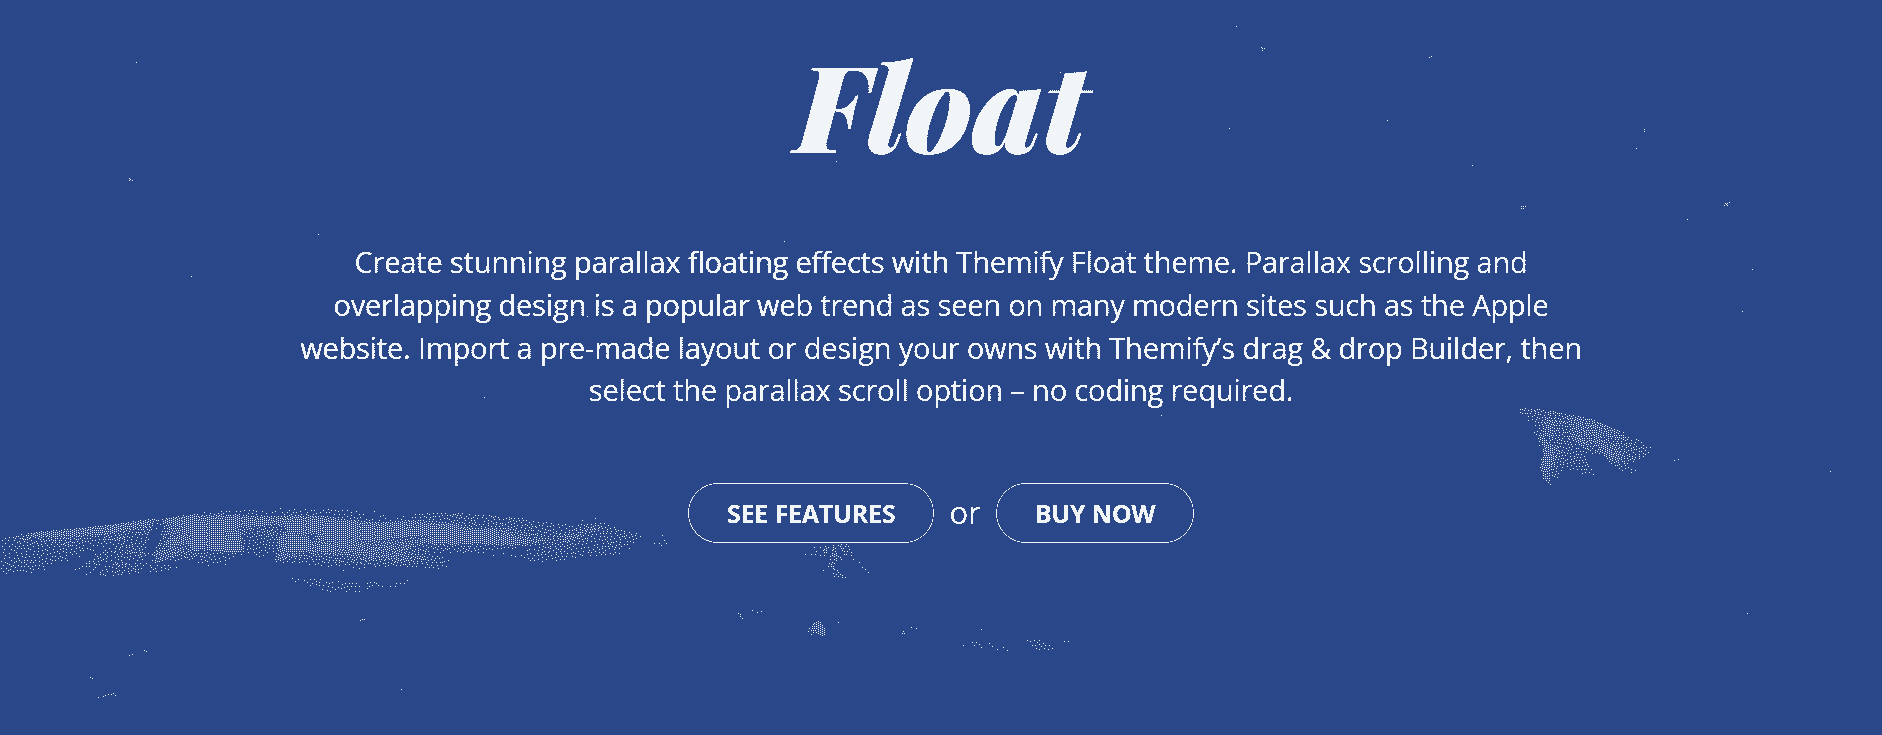 Float
Create stunning parallax floating effects with Themify Float theme. Parallax scrolling and
overlapping design is a popular web trend as seen on many modern sites such as the Apple
website. Import a pre-made layout or design your owns with Themify’s drag & drop Builder, then
select the parallax scroll option – no coding required.
SEE FEATURES or BUY NOW